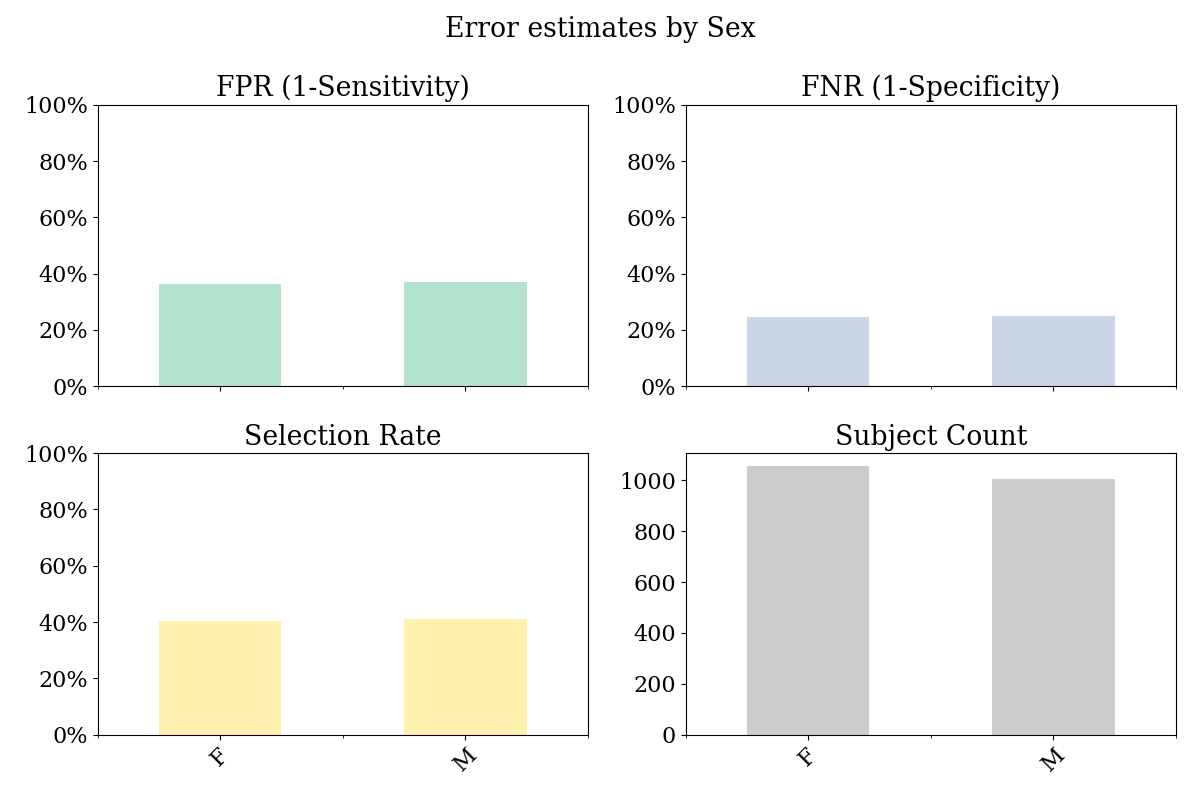 Error estimates by Sex
FPR (1-Sensitivity)
100%
80%
60%
40%
20%
0%
FNR (1-Specificity)
100%
80%
60%
40%
20%
0%
Selection Rate
100%
80%
60%
40%
20%
0%
F
M
Subject Count
1000
800
600
400
200
0
F
M